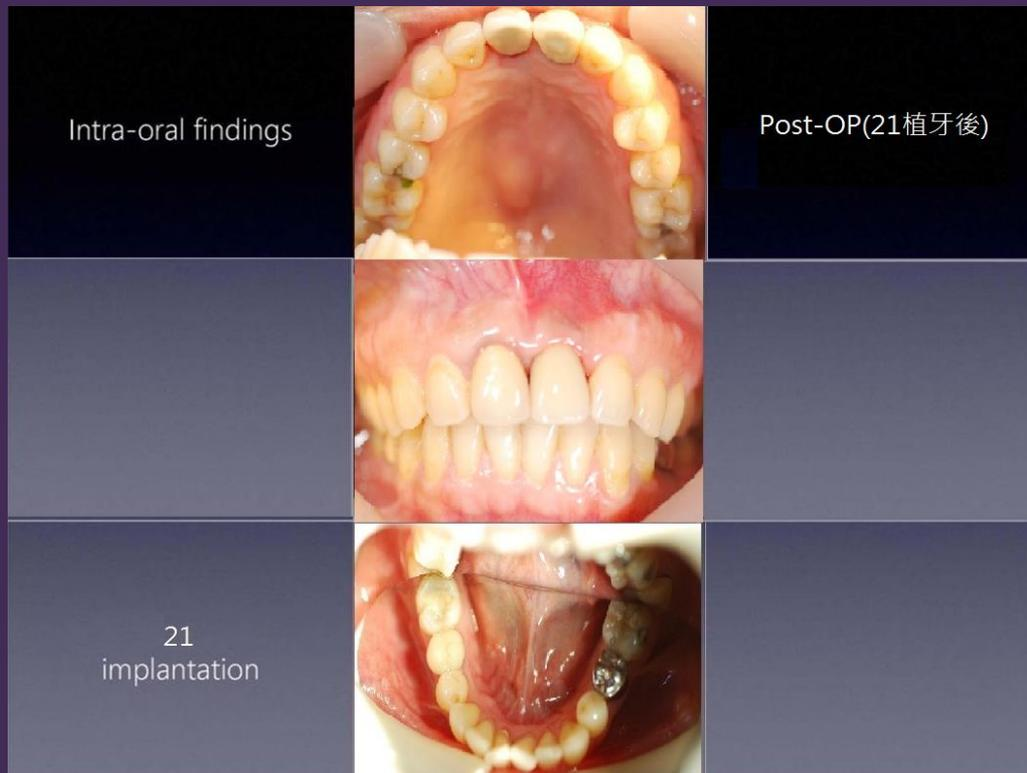 Intra-oral findings
Post-OP(21植牙後)
21
implantation